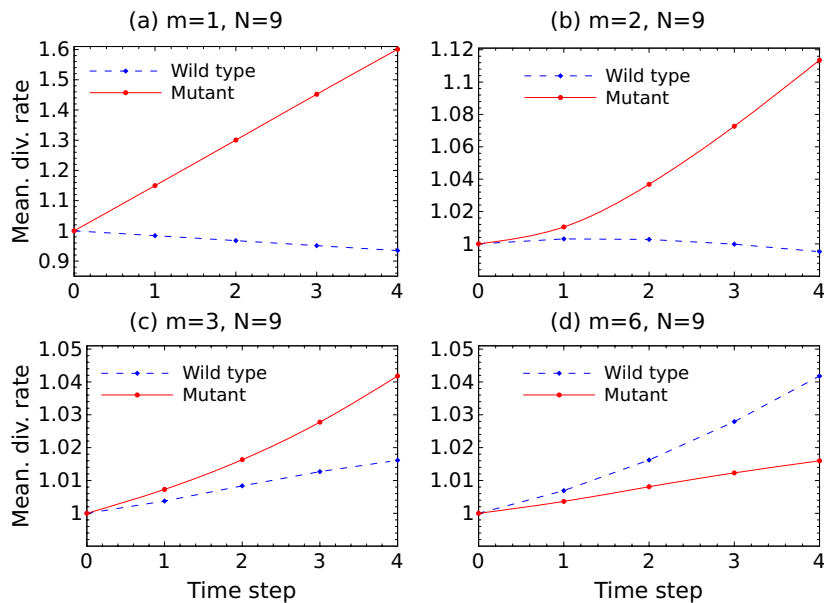 (a) m=1, N=9
Mean. div. rate
1.6
1.5
1.4
1.3
1.2
1.1
1
0.9
Wild type
Mutant
0 1 2 3 4
(b) m=2, N=9
1.12
1.1
1.08
1.06
1.04
1.02
1
Wild type
Mutant
0 1 2 3 4
(c) m=3, N=9
Mean. div. rate
1.05
1.04
1.03
1.02
1.01
1
Wild type
Mutant
0 1 2 3 4
Time step
(d) m=6, N=9
1.05
1.04
1.03
1.02
1.01
1
Wild type
Mutant
0 1 2 3 4
Time step